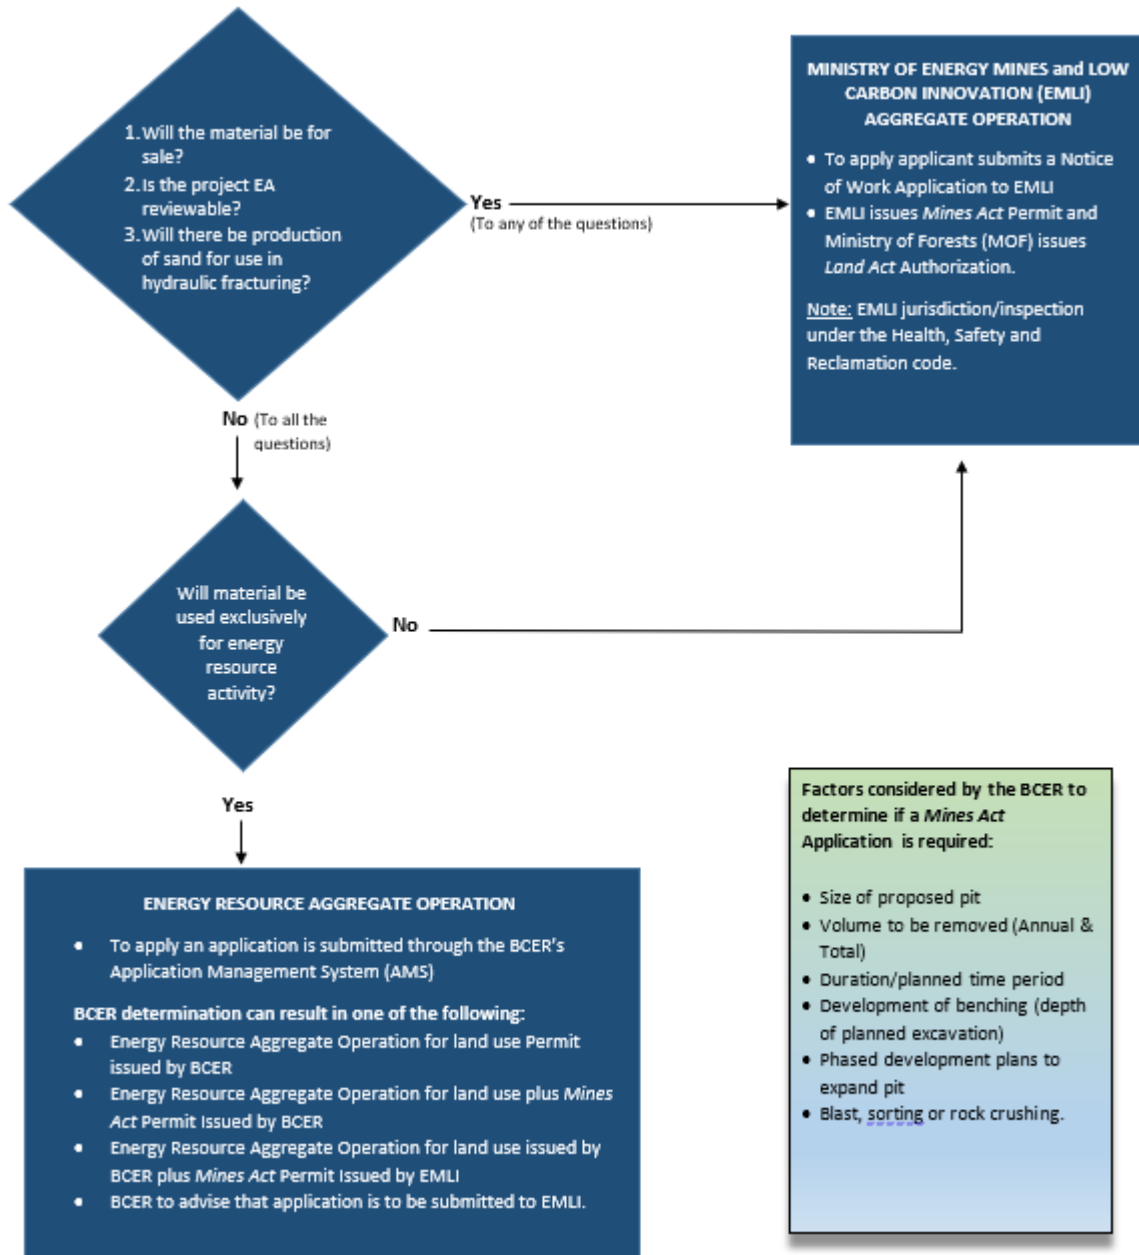 1. Will the material be for
sale?
2. Is the project EA
reviewable?
3. Will there be production
of sand for use in
hydraulic fracturing?
Yes
(To any of the questions)
MINISTRY OF ENERGY MINES and LOW
CARBON INNOVATION (EMLI)
AGGREGATE OPERATION
• To apply applicant submits a Notice
of Work Application to EMLI
• EMLI issues Mines Act Permit and
Ministry of Forests (MOF) issues
Land Act Authorization.
Note: EMLI jurisdiction/inspection
under the Health, Safety and
Reclamation code.
No (To all the
questions)
Will material be
used exclusively
for energy
resource
activity?
No
Yes
ENERGY RESOURCE AGGREGATE OPERATION
• To apply an application is submitted through the BCER's
Application Management System (AMS)
BCER determination can result in one of the following:
• Energy Resource Aggregate Operation for land use Permit
issued by BCER
• Energy Resource Aggregate Operation for land use plus Mines
Act Permit Issued by BCER
• Energy Resource Aggregate Operation for land use issued by
BCER plus Mines Act Permit Issued by EMLI
• BCER to advise that application is to be submitted to EMLI.
Factors considered by the BCER to
determine if a Mines Act
Application is required:
• Size of proposed pit
• Volume to be removed (Annual &
Total)
• Duration/planned time period
• Development of benching (depth
of planned excavation)
• Phased development plans to
expand pit
• Blast, sorting or rock crushing.